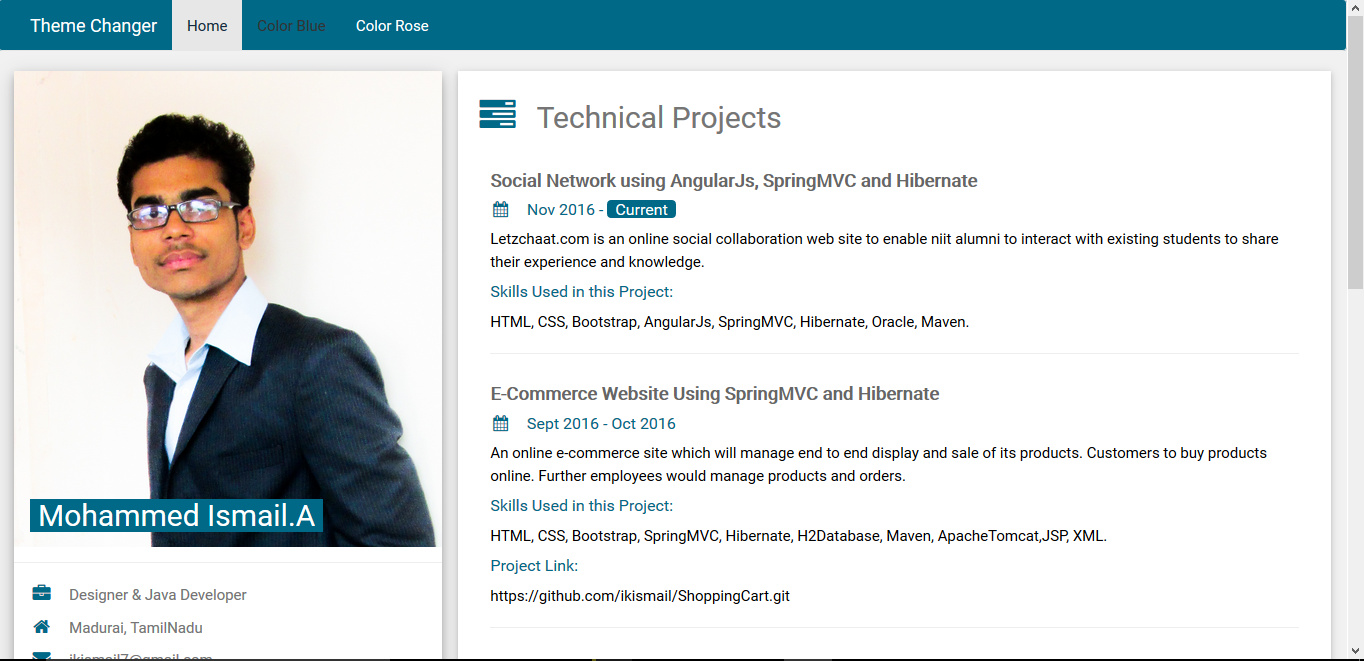 Theme Changer Home Color Blue Color Rose
Mohammed Ismail.A
Designer & Java Developer
Madurai, TamilNadu
ikismail7@gmail.com
Technical Projects
Social Network using AngularJs, SpringMVC and Hibernate
Nov 2016 - Current
Letzchaat.com is an online social collaboration web site to enable niit alumni to interact with existing students to share
their experience and knowledge.
Skills Used in this Project:
HTML, CSS, Bootstrap, AngularJs, SpringMVC, Hibernate, Oracle, Maven.
E-Commerce Website Using SpringMVC and Hibernate
Sept 2016 - Oct 2016
An online e-commerce site which will manage end to end display and sale of its products. Customers to buy products
online. Further employees would manage products and orders.
Skills Used in this Project:
HTML, CSS, Bootstrap, SpringMVC, Hibernate, H2Database, Maven, ApacheTomcat,JSP, XML.
Project Link:
https://github.com/ikismail/ShoppingCart.git